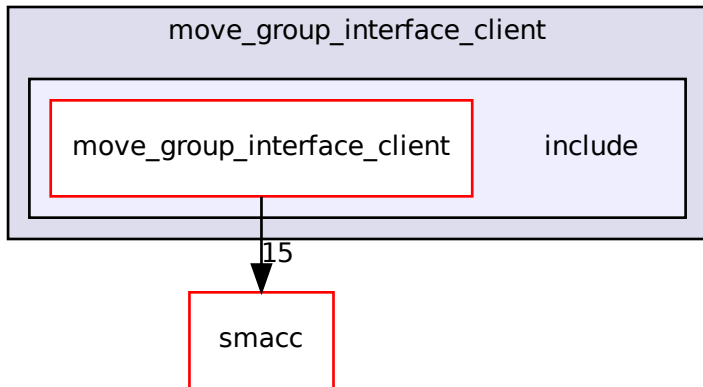 move_group_interface_client
move_group_interface_client
include
15
smacc